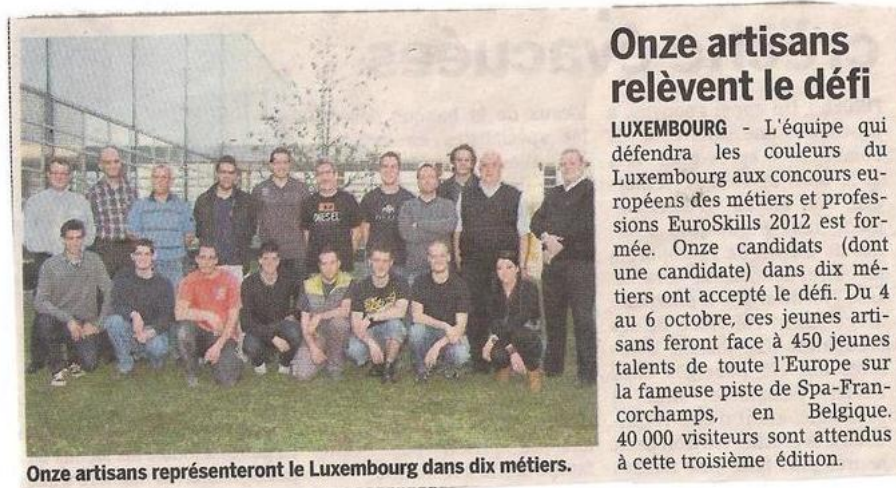 Onze artisans
relèvent le défi
LUXEMBOURG - L'équipe qui
défendra les couleurs du
Luxembourg aux concours eu-
ropéens des métiers et profes-
sions EuroSkills 2012 est for-
mée. Onze candidats (dont
une candidate) dans dix mé-
tiers ont accepté le défi. Du 4
au 6 octobre, ces jeunes arti-
sans feront face à 450 jeunes
talents de toute l'Europe sur
la fameuse piste de Spa-Fran-
corchamps, en Belgique.
40 000 visiteurs sont attendus
à cette troisième édition.
DIESEL
Onze artisans représenteront le Luxembourg dans dix métiers.